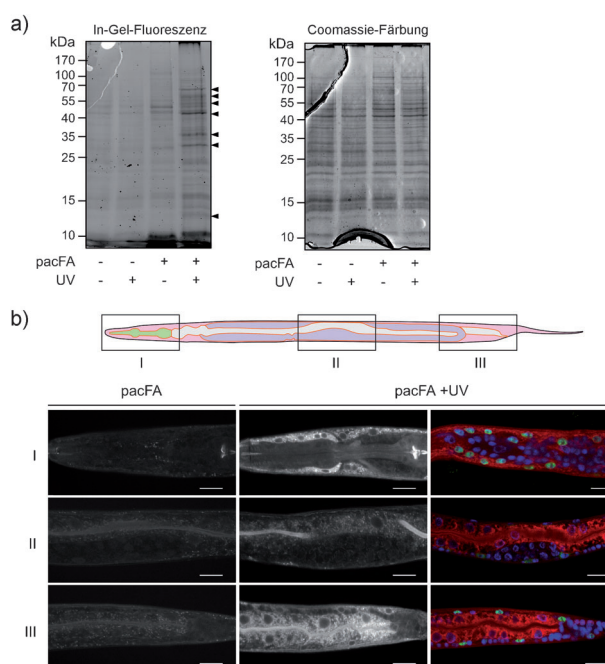 a)
In-Gel-Fluoreszenz
Coomassie-Färbung
kDa
170
100
70
55
40
35
25
15
10
kDa
170
100
70
55
40
35
25
15
10
pacFA - - + +
UV - + - +
pacFA - - + +
UV - + - +
b)
I II III
pacFA pacFA +UV
I
II
III